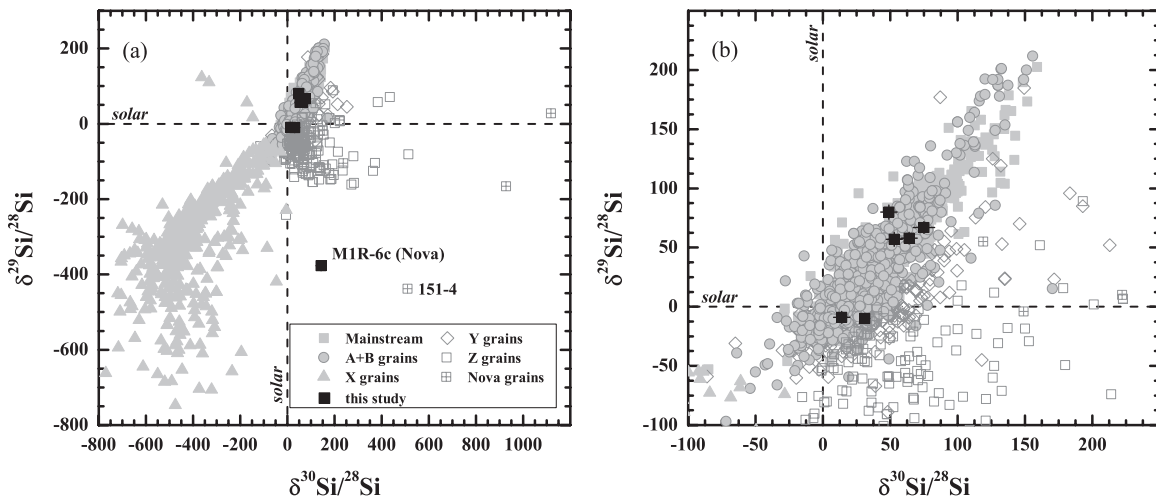 (a)
200
0
-200
-400
-600
-800
δ²⁹Si/²⁸Si
solar
solar
M1R-6c (Nova)
151-4
Mainstream
Y grains
A+B grains
Z grains
X grains
Nova grains
this study
-800 -600 -400 -200 0 200 400 600 800 1000
δ³⁰Si/²⁸Si
(b)
200
150
100
50
0
-50
-100
δ²⁹Si/²⁸Si
solar
solar
-100 -50 0 50 100 150 200
δ³⁰Si/²⁸Si